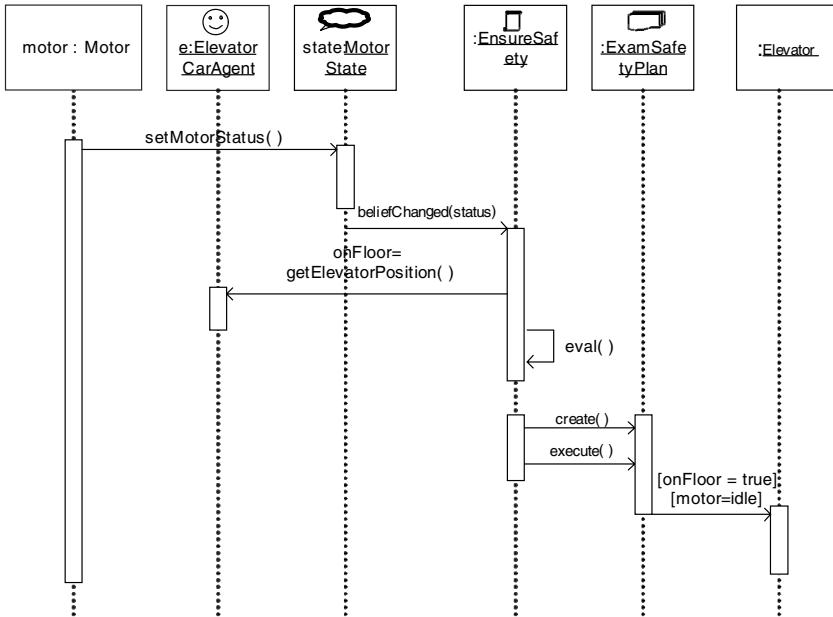 motor : Motor
e:Elevator
CarAgent
state:Motor
State
:EnsureSaf
ety
:ExamSafe
tyPlan
:Elevator
setMotorStatus( )
beliefChanged(status)
onFloor=
getElevatorPosition( )
eval( )
create( )
execute( )
[onFloor = true]
[motor=idle]